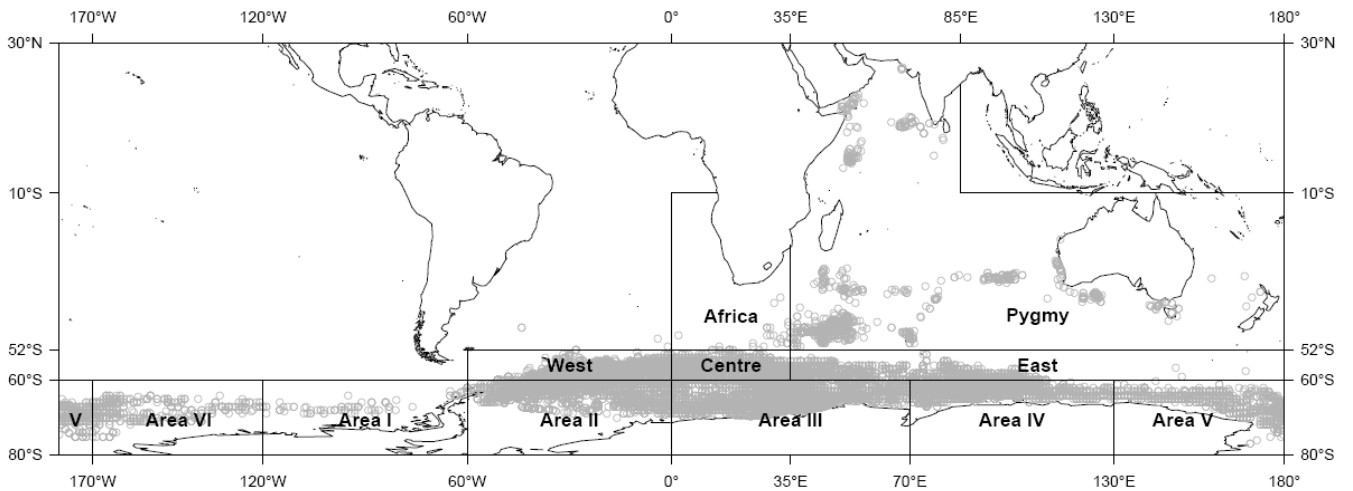 170°W 120°W 60°W 0° 35°E 85°E 130°E 180°
30°N 30°N
10°S 10°S
Africa Pygmy
52°S 52°S
West Centre East
60°S 60°S
V Area VI Area I Area II Area III Area IV Area V
80°S 80°S
170°W 120°W 60°W 0° 35°E 70°E 130°E 180°